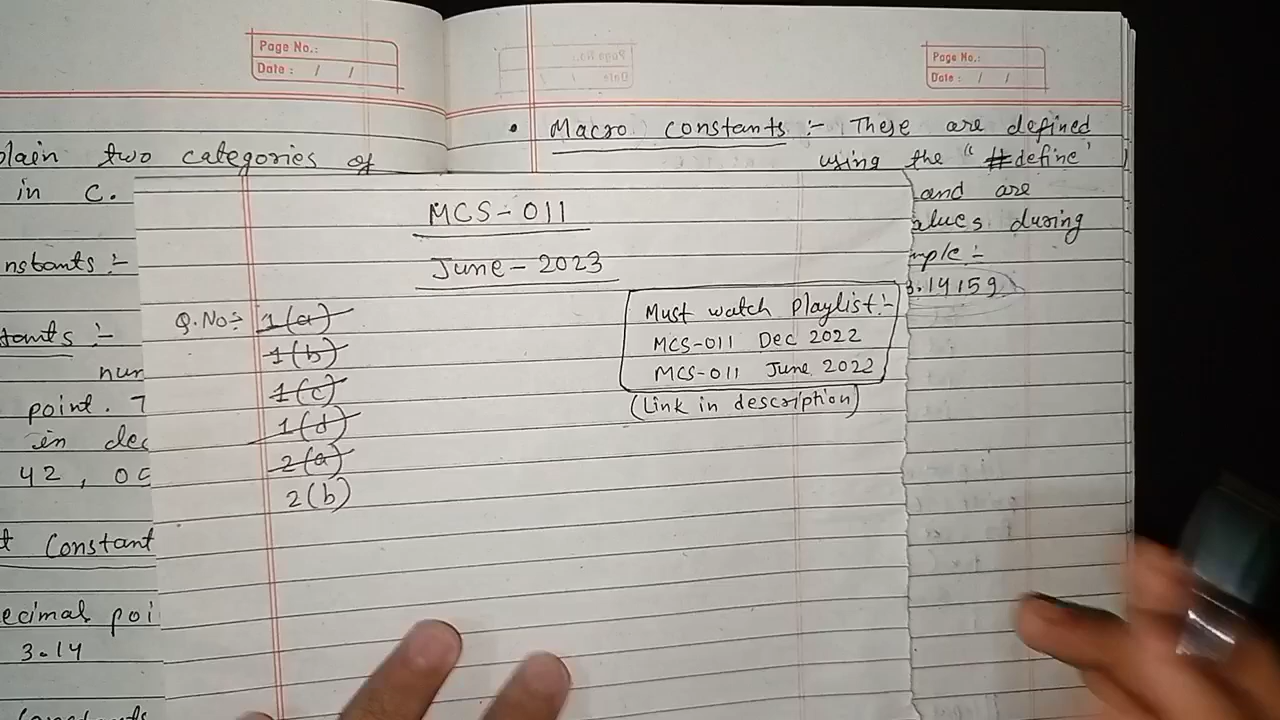 Page No.:
Date : / /
Page No.:
Date : / /
plain two categories of
in C.
nstants :-
tants :-
num
point. T
in dec
42 , 0
t Constant
ecimal poi
3.14
• Macro constants :- These are defined
using the "#define"
and are
alues during
mple :-
3.14159
MCS-011
June-2023
Q.No:- 1(a)
1(b)
1(c)
1(d)
2(a)
2(b)
Must watch Playlist:-
MCS-011 Dec 2022
MCS-011 June 2022
(Link in description)